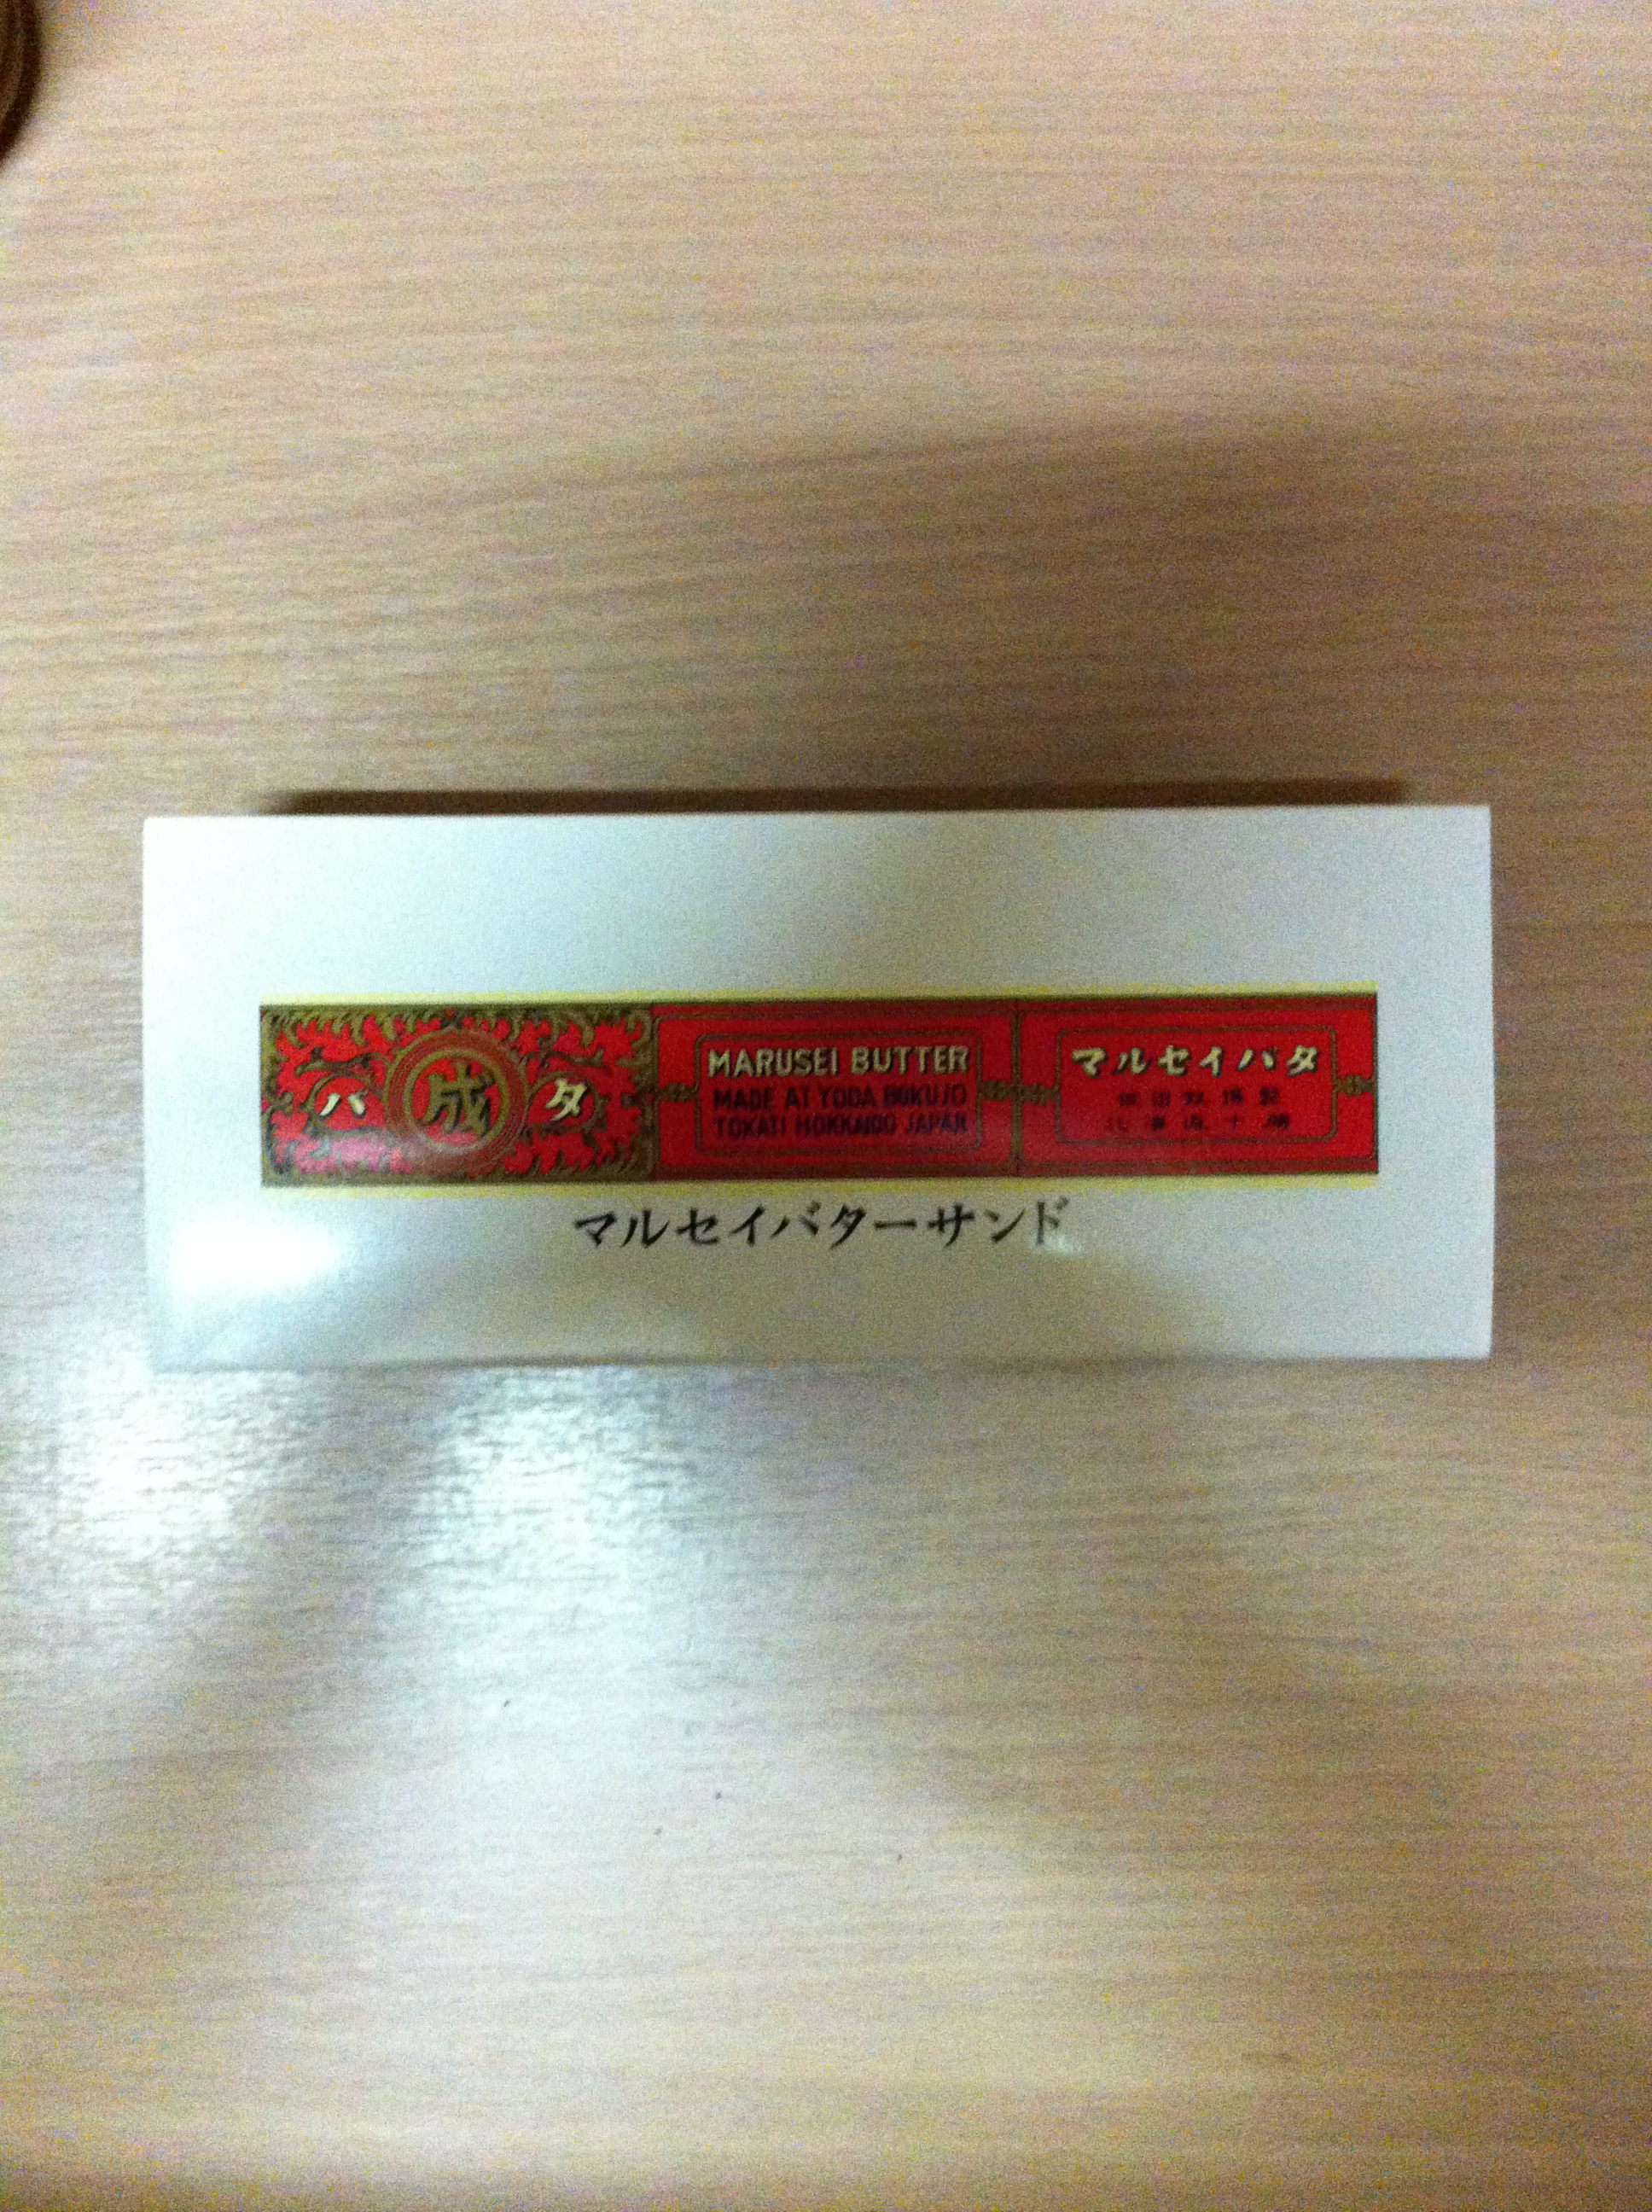 バ 成 タ
MARUSEI BUTTER
MADE AT YODA BOKUJO
TOKATI HOKKAIDO JAPAN
マルセイバタ
マルセイバターサンド